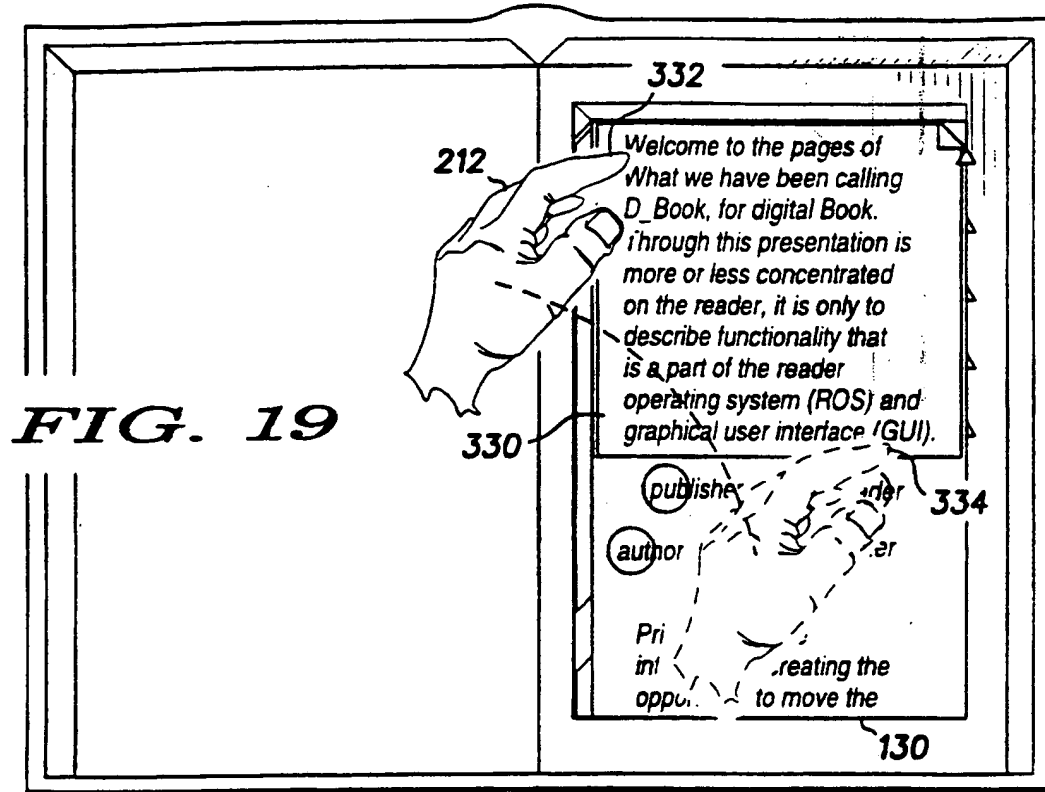 332
212
Welcome to the pages of
What we have been calling
D_Book, for digital Book.
Through this presentation is
more or less concentrated
on the reader, it is only to
describe functionality that
is a part of the reader
operating system (ROS) and
graphical user interface (GUI).
FIG. 19
330
334
author
to move the
reating the
130